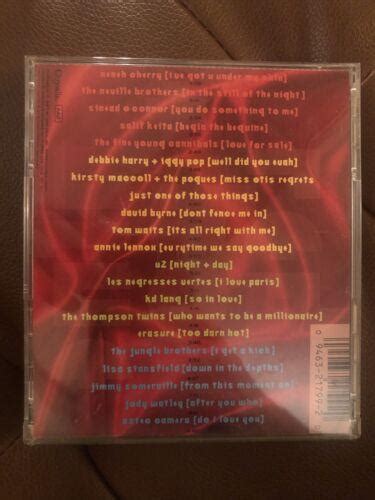 Chrysalis
neneh cherry [i've got u under my skin]
the neville brothers [in the still of the night]
sinead o connor [you do something to me]
salif keita [begin the beguine]
the fine young cannibals [love for sale]
debbie harry + iggy pop [well did you evah]
kirsty maccoll + the pogues [miss otis regrets
just one of those things]
david byrne [dont fence me in]
tom waits [its all right with me]
annie lennox [ev'rytime we say goodbye]
u2 [night + day]
les negresses vertes [i love paris]
kd lang [so in love]
the thompson twins [who wants to be a millionaire]
erasure [too darn hot]
the jungle brothers [i get a kick]
lisa stansfield [down in the depths]
jimmy somerville [from this moment on]
jody watley [after you who]
aztec camera [do i love you]
0 9463-21799-2